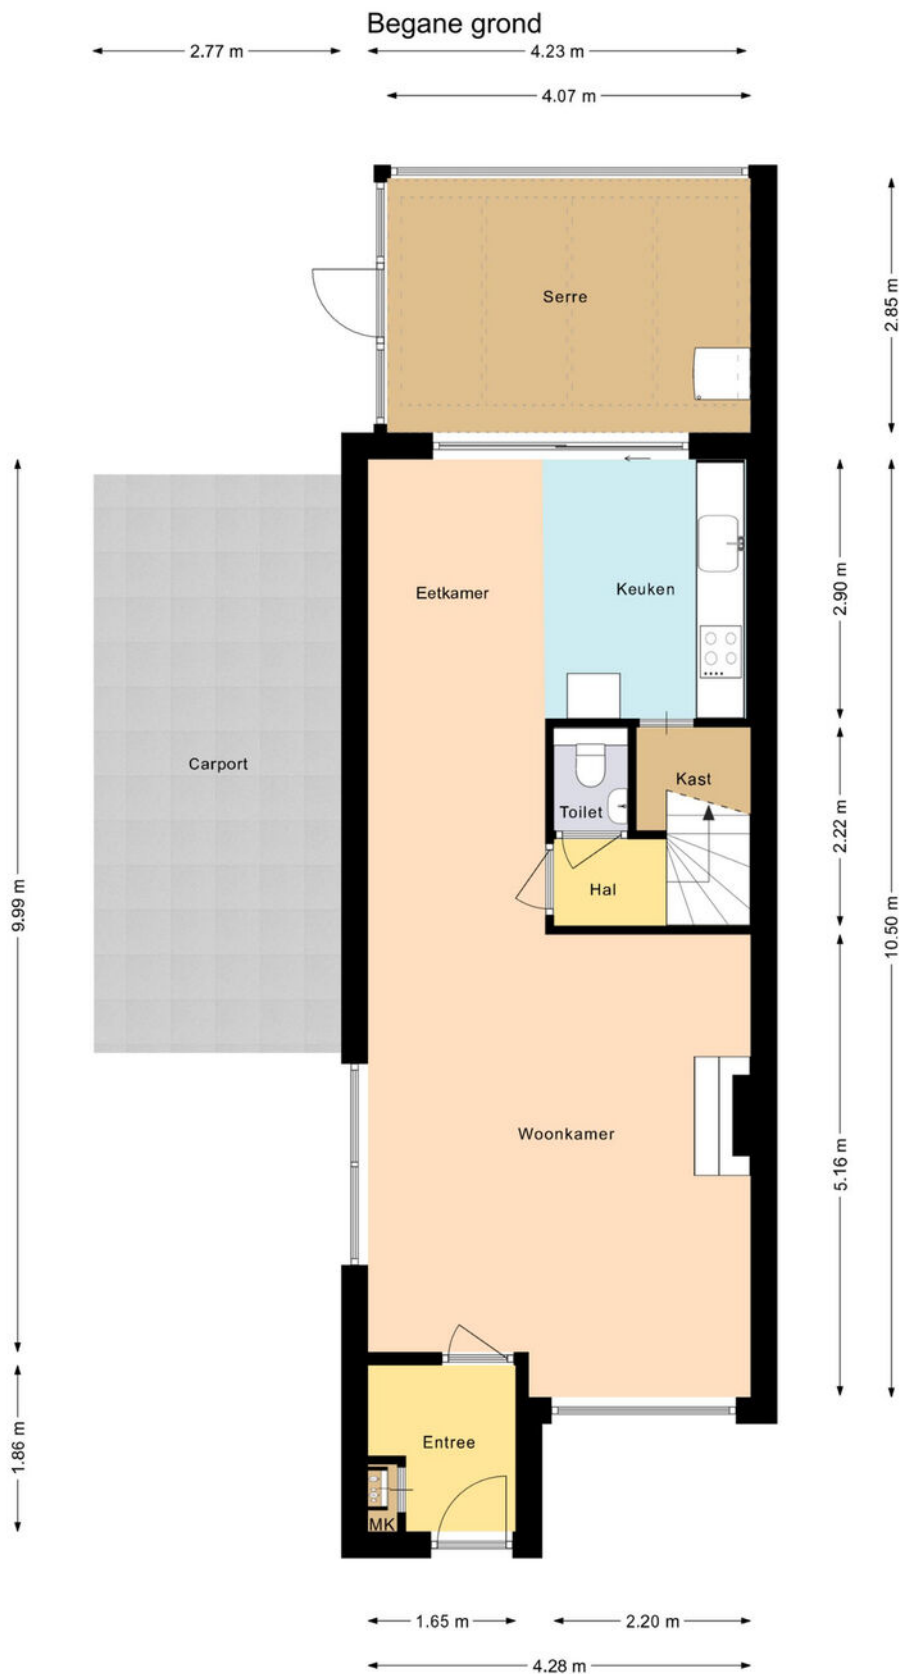 Begane grond
2.77 m
4.23 m
4.07 m
2.85 m
Serre
Eetkamer
Keuken
2.90 m
Carport
Kast
Toilet
2.22 m
Hal
9.99 m
10.50 m
Woonkamer
5.16 m
Entree
1.86 m
MK
1.65 m
2.20 m
4.28 m